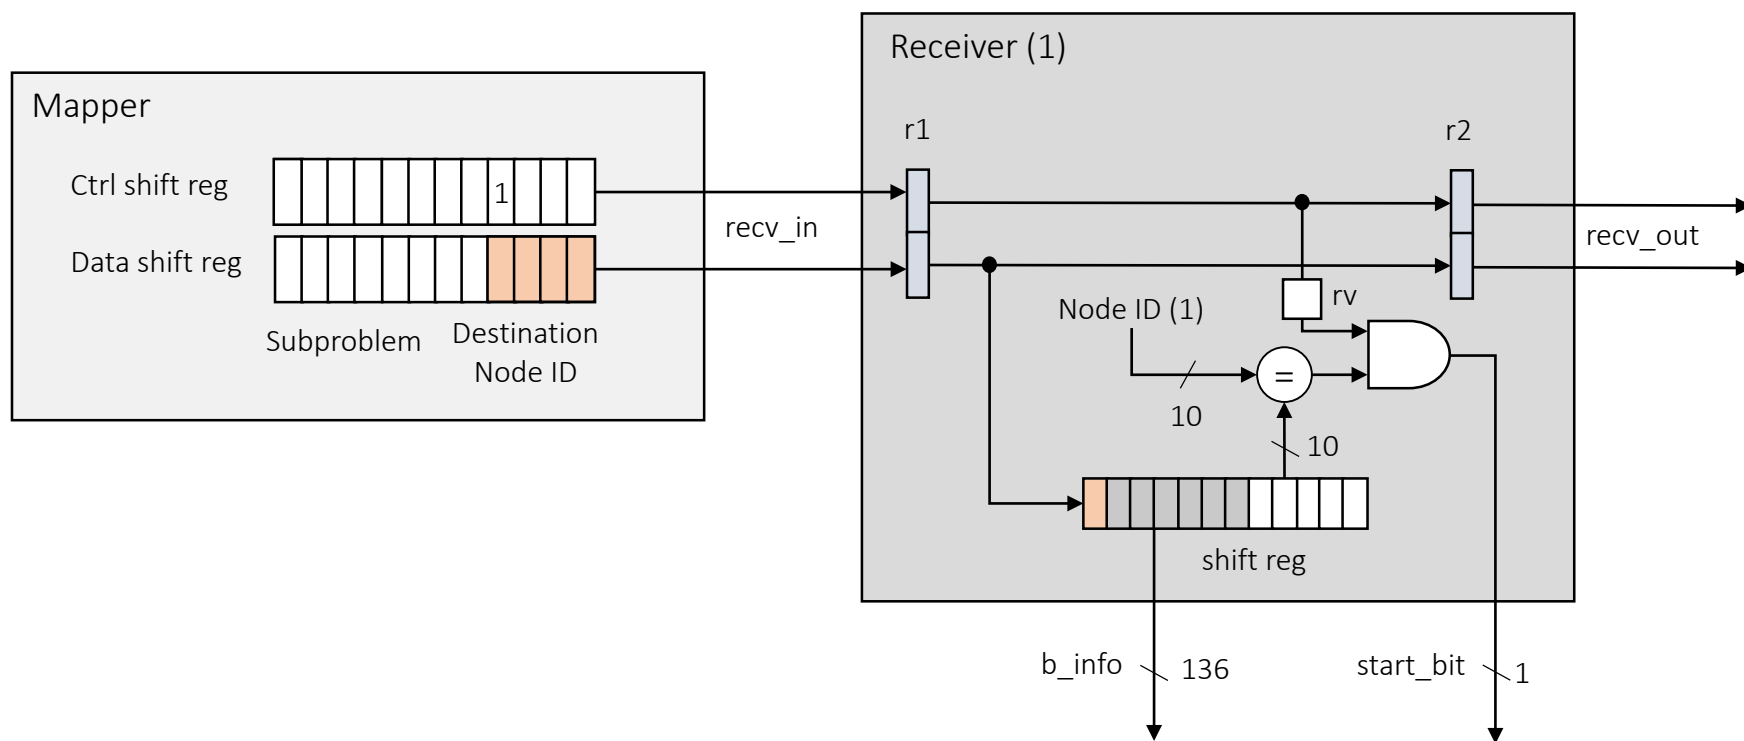 Receiver (1)
Mapper
r1
r2
Ctrl shift reg
1
recv_in
recv_out
Data shift reg
Node ID (1)
rv
Subproblem
Destination
Node ID
=
10
10
shift reg
b_info
136
start_bit
1